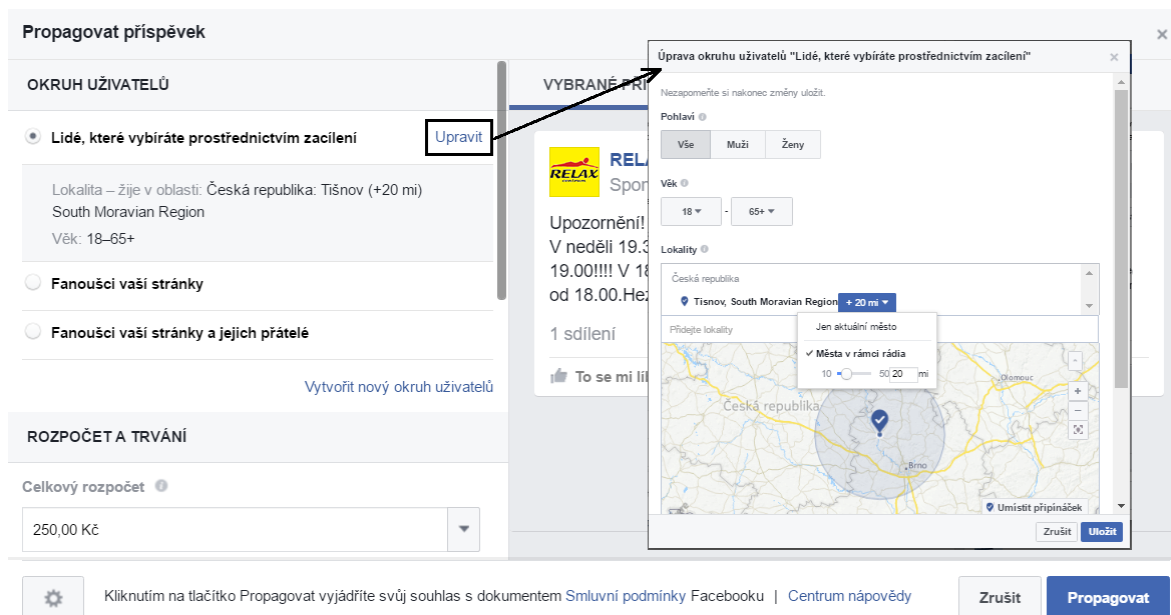 Propagovat příspěvek
OKRUH UŽIVATELŮ
Lidé, které vybíráte prostřednictvím zacílení
Upravit
Lokalita – žije v oblasti: Česká republika: Tišnov (+20 mi)
South Moravian Region
Věk: 18–65+
Fanoušci vaší stránky
Fanoušci vaší stránky a jejich přátelé
Vytvořit nový okruh uživatelů
ROZPOČET A TRVÁNÍ
Celkový rozpočet
250,00 Kč
VYBRANÉ PŘÍ
RELAX
centrum
RELA
Spon
Upozornění!
V neděli 19.3
19.00!!!! V 18
od 18.00.Hez
1 sdílení
To se mi líb
Úprava okruhu uživatelů "Lidé, které vybíráte prostřednictvím zacílení"
Nezapomeňte si nakonec změny uložit.
Pohlaví
Vše Muži Ženy
Věk
18 - 65+
Lokality
Česká republika
Tisnov, South Moravian Region + 20 mi
Přidejte lokality
Jen aktuální město
Města v rámci rádia
10 50 20 mi
Olomouc
Česká republika
Brno
Umístit připínáček
Zrušit Uložit
Kliknutím na tlačítko Propagovat vyjádříte svůj souhlas s dokumentem Smluvní podmínky Facebooku | Centrum nápovědy
Zrušit
Propagovat